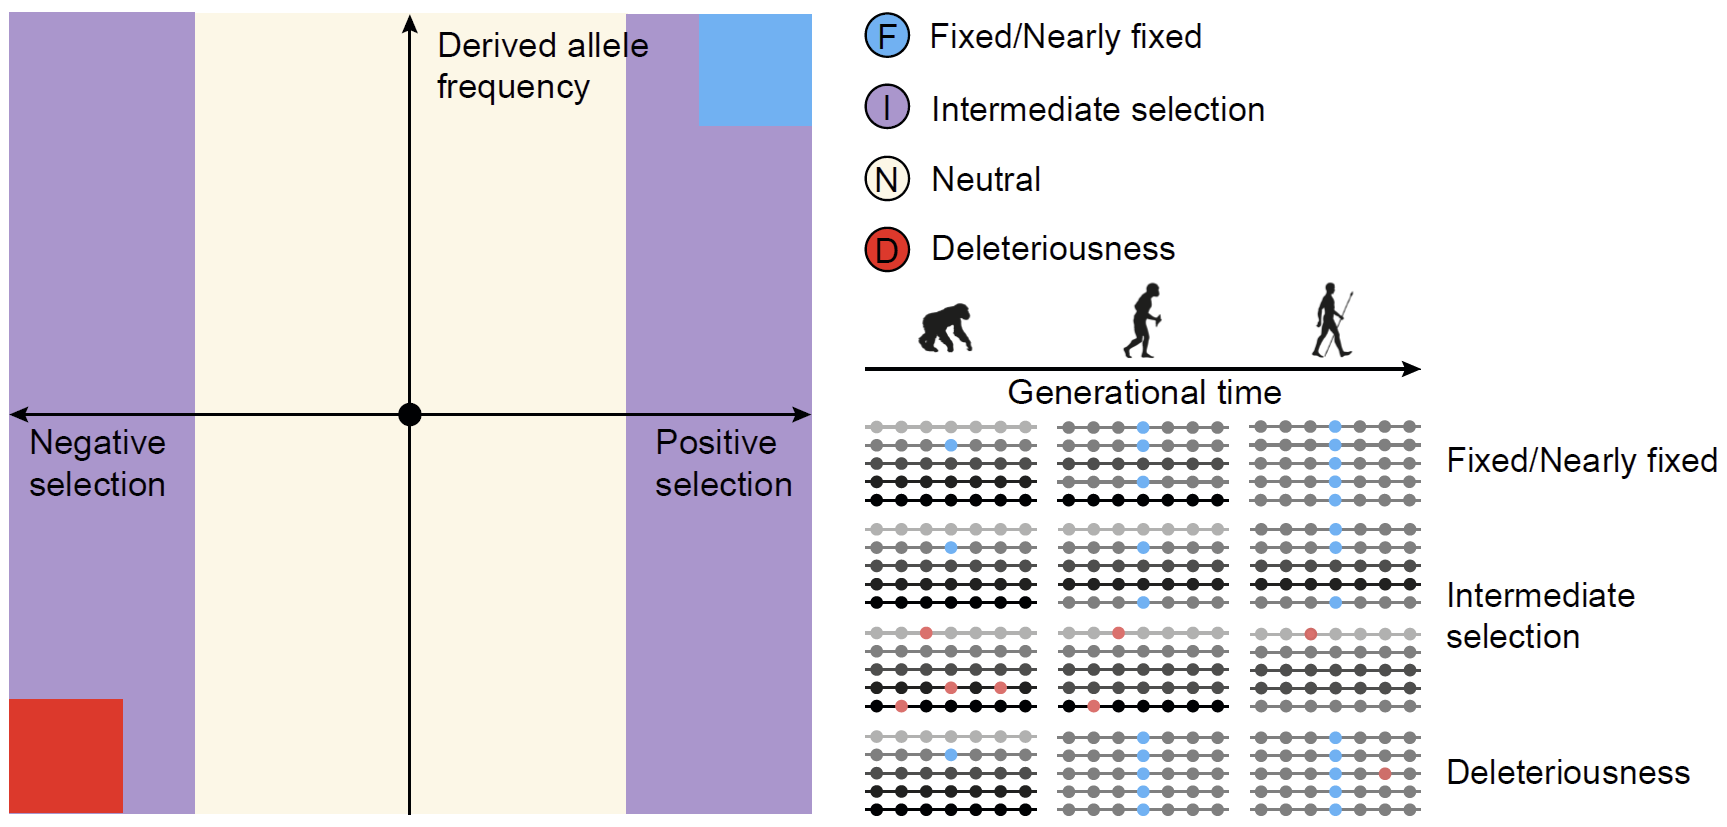 Derived allele
frequency
Negative
selection
Positive
selection
F Fixed/Nearly fixed
I Intermediate selection
N Neutral
D Deleteriousness
Generational time
Fixed/Nearly fixed
Intermediate
selection
Deleteriousness